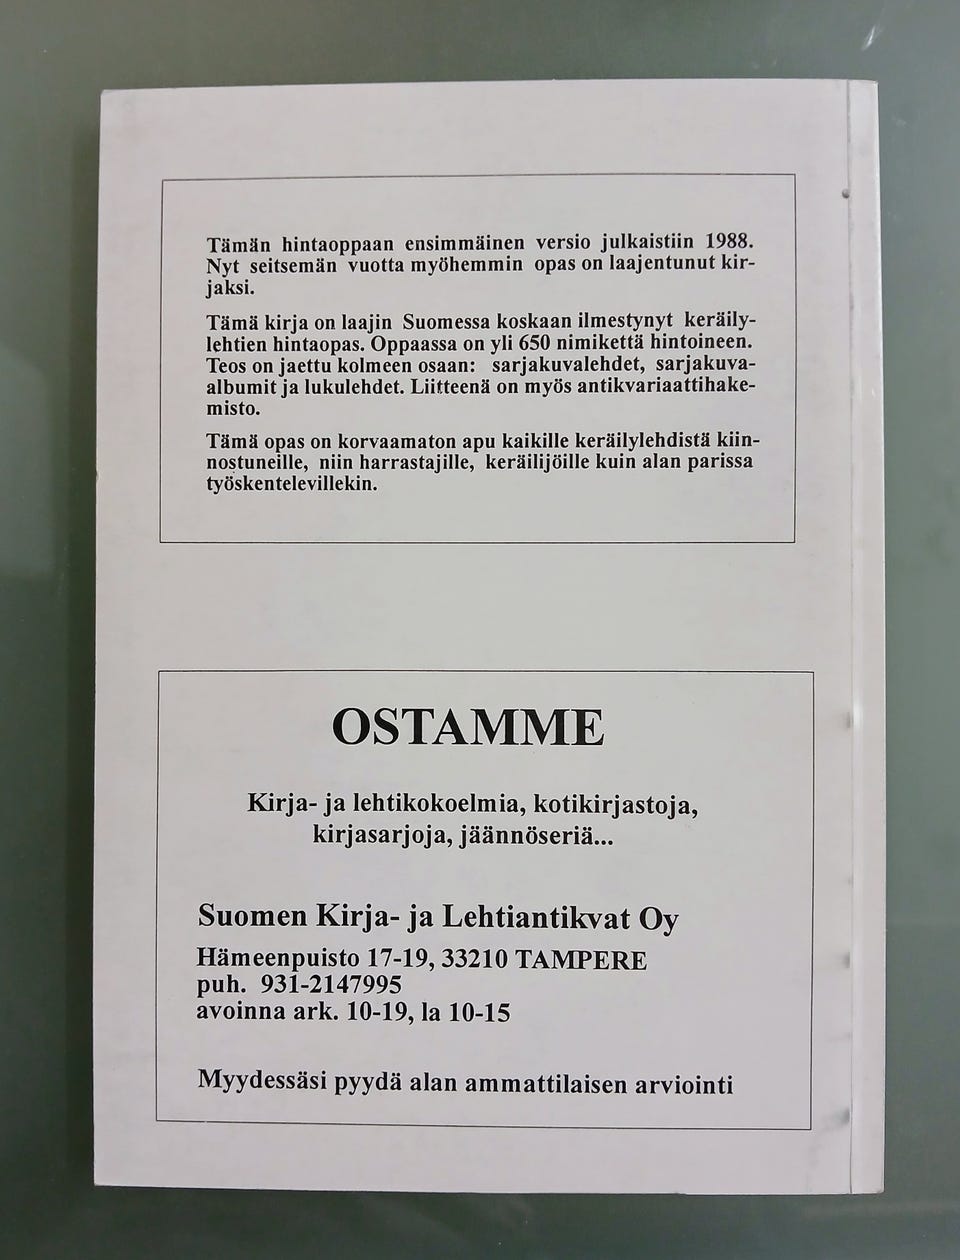 Tämän hintaoppaan ensimmäinen versio julkaistiin 1988.
Nyt seitsemän vuotta myöhemmin opas on laajentunut kir-
jaksi.
Tämä kirja on laajin Suomessa koskaan ilmestynyt keräily-
lehtien hintaopas. Oppaassa on yli 650 nimikettä hintoineen.
Teos on jaettu kolmeen osaan: sarjakuvalehdet, sarjakuva-
albumit ja lukulehdet. Liitteenä on myös antikvariaattihake-
misto.
Tämä opas on korvaamaton apu kaikille keräilylehdistä kiin-
nostuneille, niin harrastajille, keräilijöille kuin alan parissa
työskentelevillekin.
OSTAMME
Kirja- ja lehtikokoelmia, kotikirjastoja,
kirjasarjoja, jäännöseriä...
Suomen Kirja- ja Lehtiantikvat Oy
Hämeenpuisto 17-19, 33210 TAMPERE
puh. 931-2147995
avoinna ark. 10-19, la 10-15
Myydessäsi pyydä alan ammattilaisen arviointi